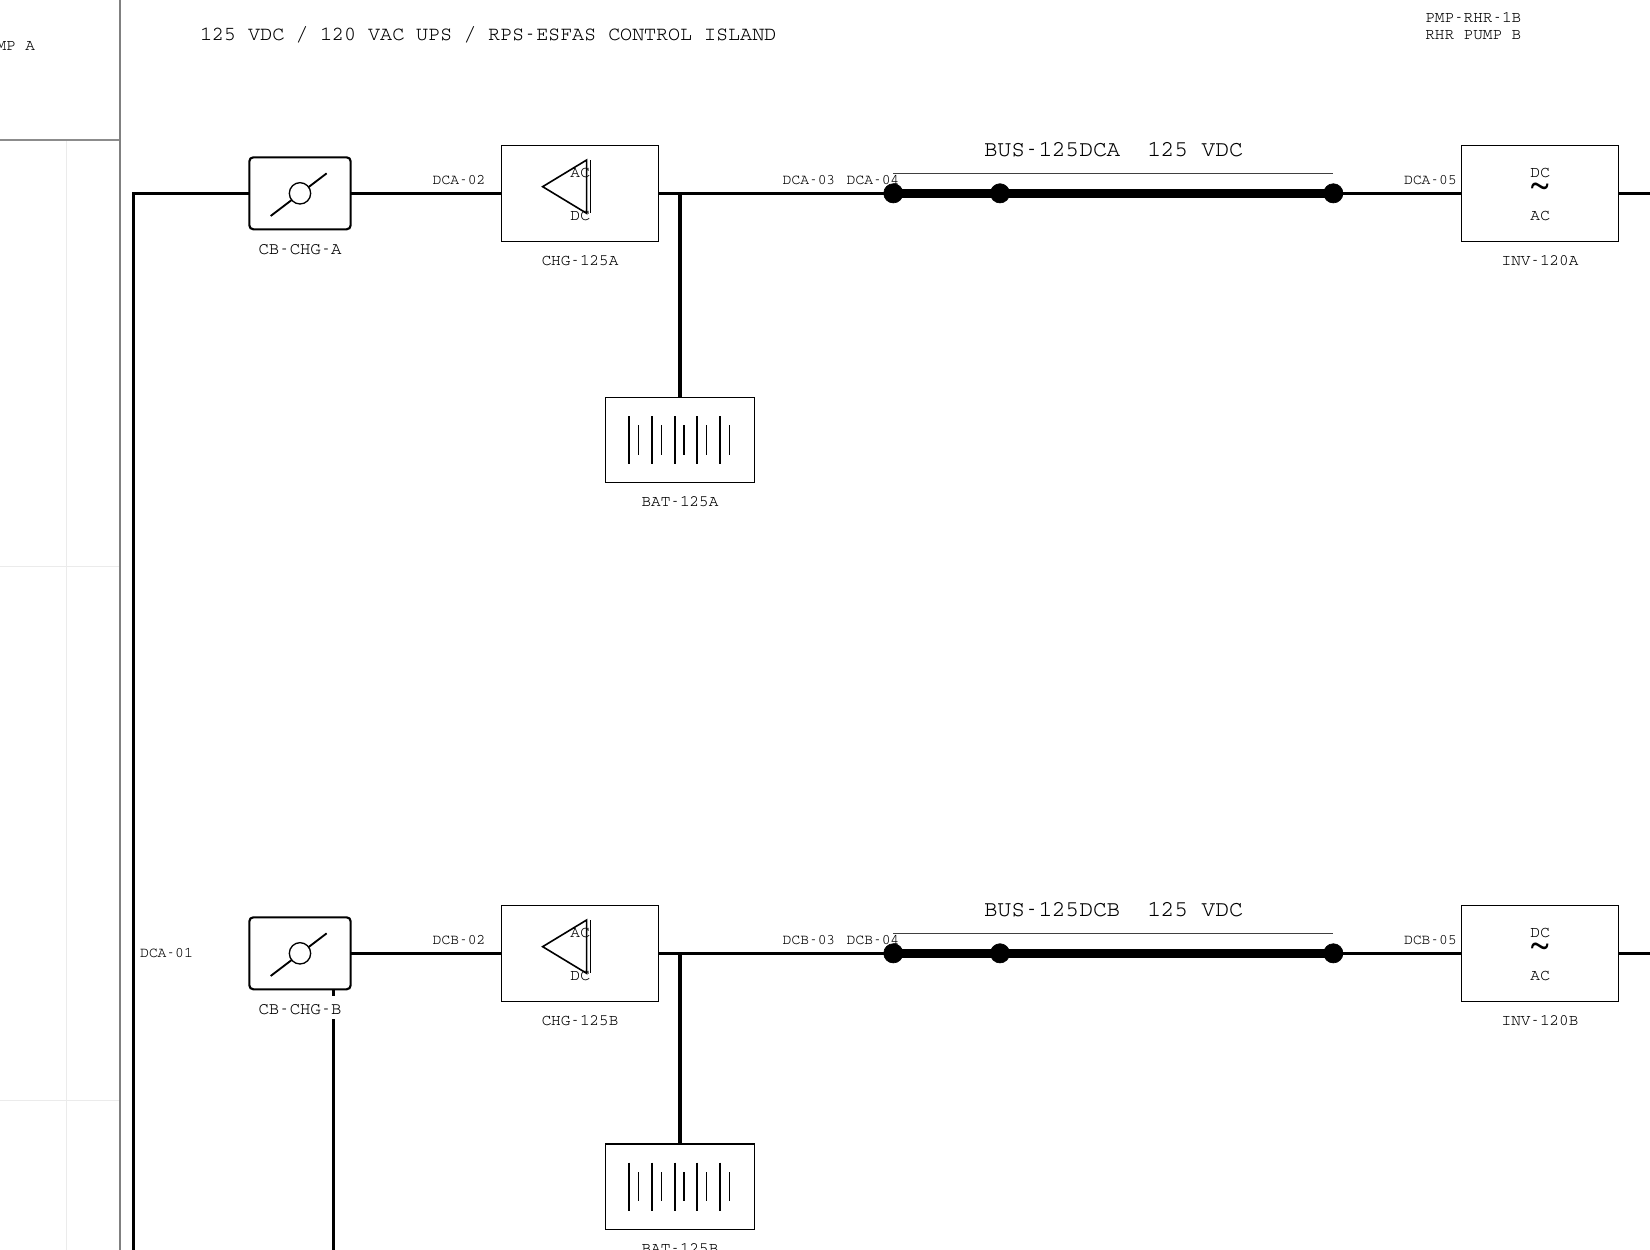 PMP-RHR-1B
RHR PUMP B
125 VDC / 120 VAC UPS / RPS-ESFAS CONTROL ISLAND
MP A
BUS-125DCA 125 VDC
DCA-02
AC
DC
DCA-03 DCA-04
DCA-05
DC
~
AC
CB-CHG-A
CHG-125A
INV-120A
BAT-125A
BUS-125DCB 125 VDC
DCA-01
DCB-02
AC
DC
DCB-03 DCB-04
DCB-05
DC
~
AC
CB-CHG-B
CHG-125B
INV-120B
BAT-125B